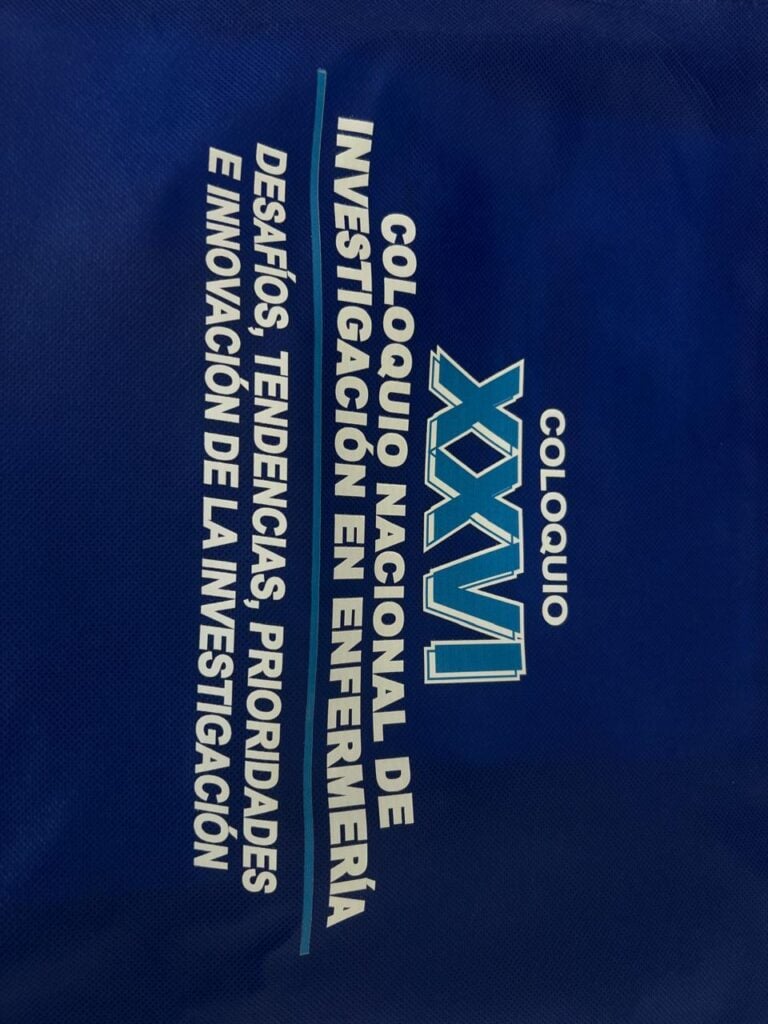 COLOQUIO
XXVI
COLOQUIO NACIONAL DE
INVESTIGACIÓN EN ENFERMERÍA
DESAFÍOS, TENDENCIAS, PRIORIDADES
E INNOVACIÓN DE LA INVESTIGACIÓN